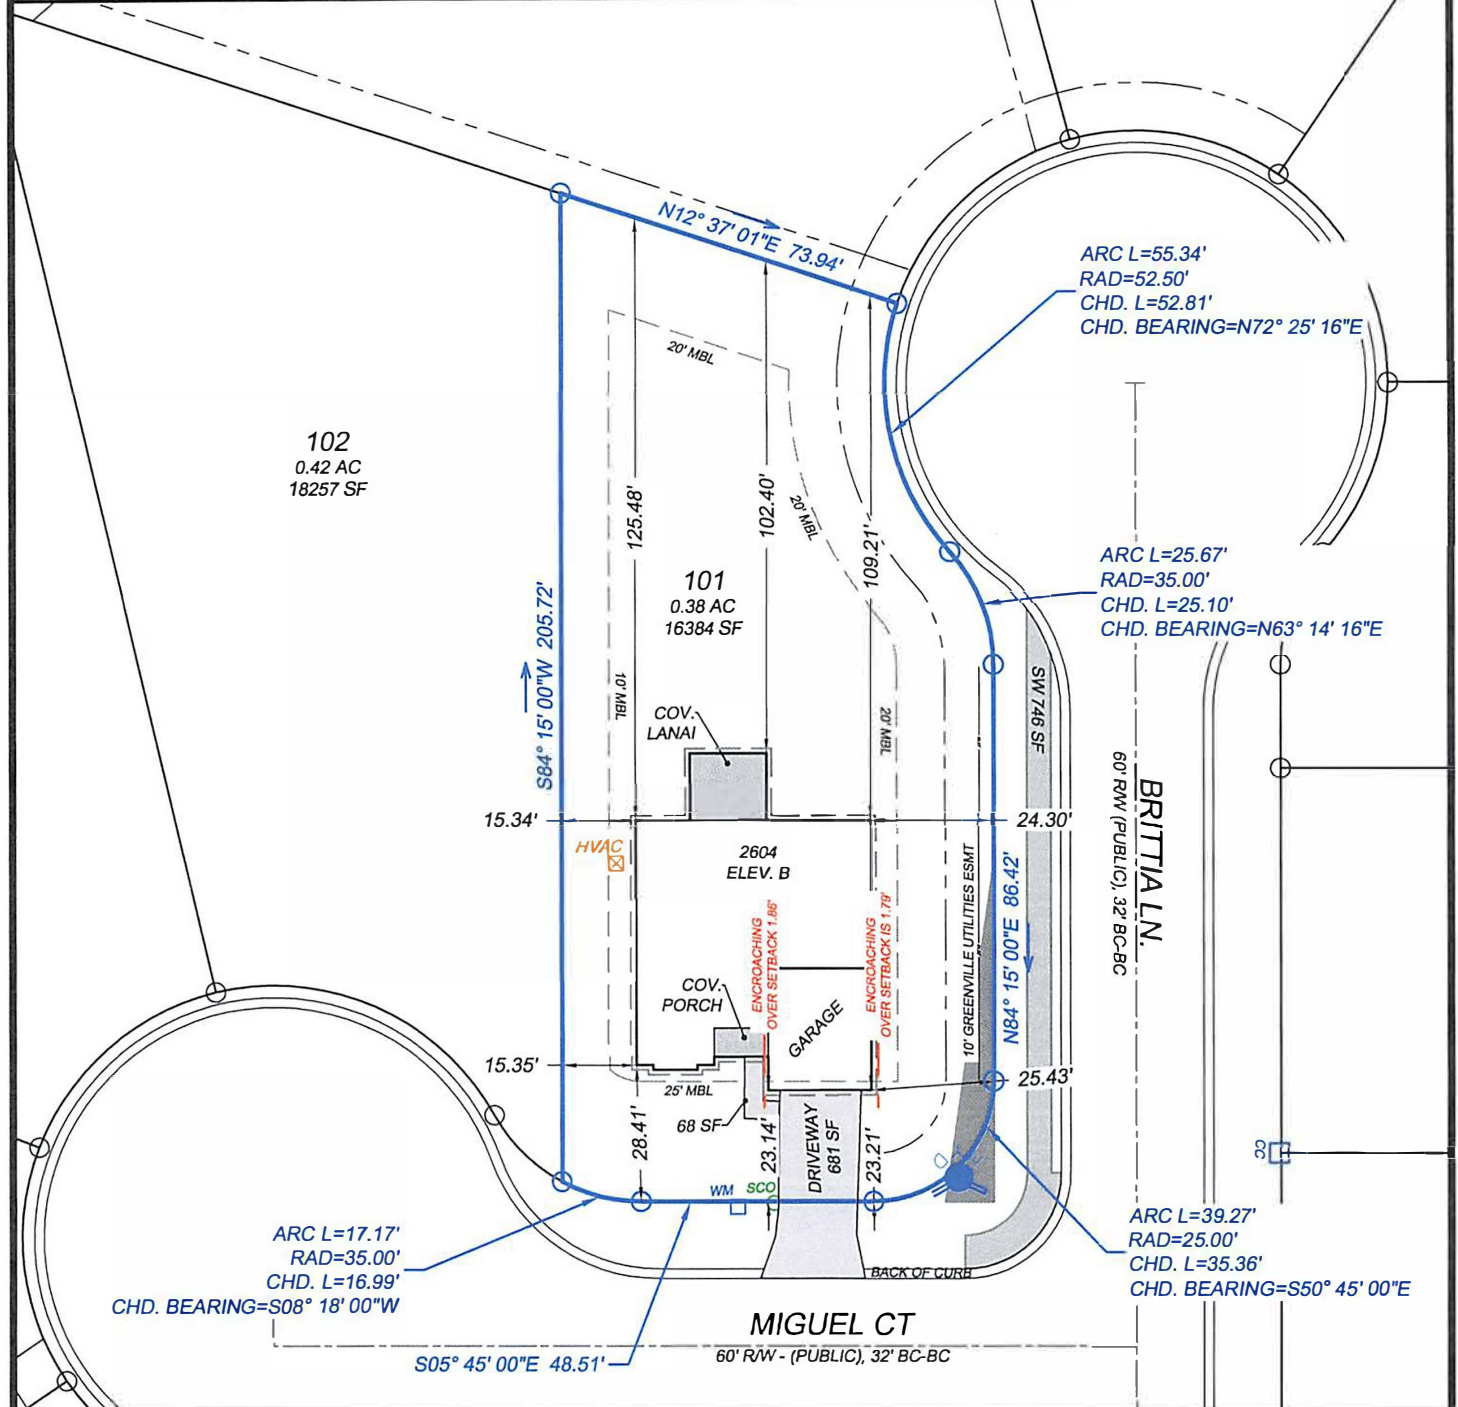 N12° 37' 01"E 73.94'
ARC L=55.34'
RAD=52.50'
CHD. L=52.81'
CHD. BEARING=N72° 25' 16"E
20' MBL
102
0.42 AC
18257 SF
125.48'
102.40'
20' MBL
109.21'
101
0.38 AC
16384 SF
ARC L=25.67'
RAD=35.00'
CHD. L=25.10'
CHD. BEARING=N63° 14' 16"E
S84° 15' 00"W 205.72'
10' MBL
COV.
LANAI
20' MBL
SW 746 SF
BRITTIA LN.
60' R/W (PUBLIC), 32' BC-BC
15.34'
24.30'
HVAC
2604
ELEV. B
10' GREENVILLE UTILITIES ESMT
N84° 15' 00"E 86.42'
ENCROACHING
OVER SETBACK 1.86'
ENCROACHING
OVER SETBACK IS 1.79'
COV.
PORCH
GARAGE
15.35'
25.43'
25' MBL
68 SF
28.41'
23.14'
DRIVEWAY
681 SF
23.21'
WM
SCO
CO
ARC L=17.17'
RAD=35.00'
CHD. L=16.99'
CHD. BEARING=S08° 18' 00"W
ARC L=39.27'
RAD=25.00'
CHD. L=35.36'
CHD. BEARING=S50° 45' 00"E
BACK OF CURB
MIGUEL CT
60' R/W - (PUBLIC), 32' BC-BC
S05° 45' 00"E 48.51'